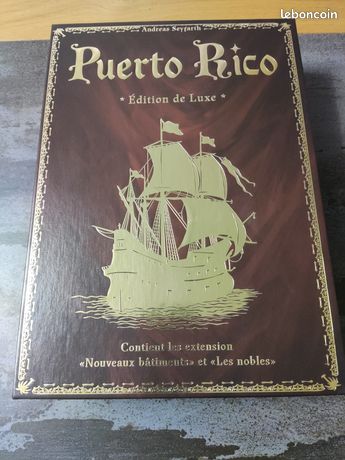 leboncoin
Andreas Seyfarth
Puerto Rico
* Édition de Luxe *
Contient les extension
«Nouveaux bâtiments» et «Les nobles»